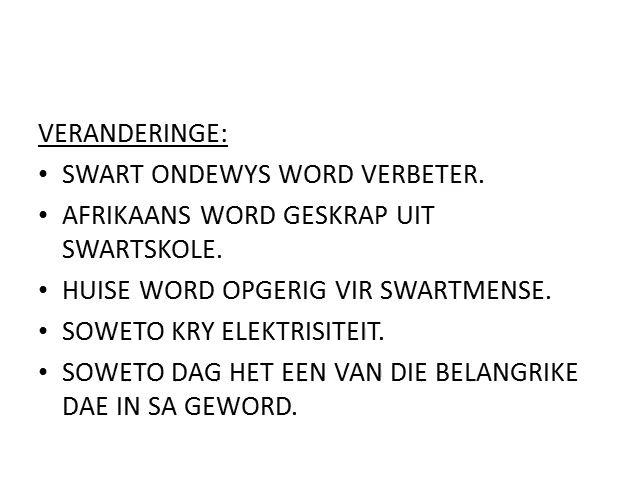 VERANDERINGE:
• SWART ONDEWYS WORD VERBETER.
• AFRIKAANS WORD GESKRAP UIT
SWARTSKOLE.
• HUISE WORD OPGERIG VIR SWARTMENSE.
• SOWETO KRY ELEKTRISITEIT.
• SOWETO DAG HET EEN VAN DIE BELANGRIKE
DAE IN SA GEWORD.